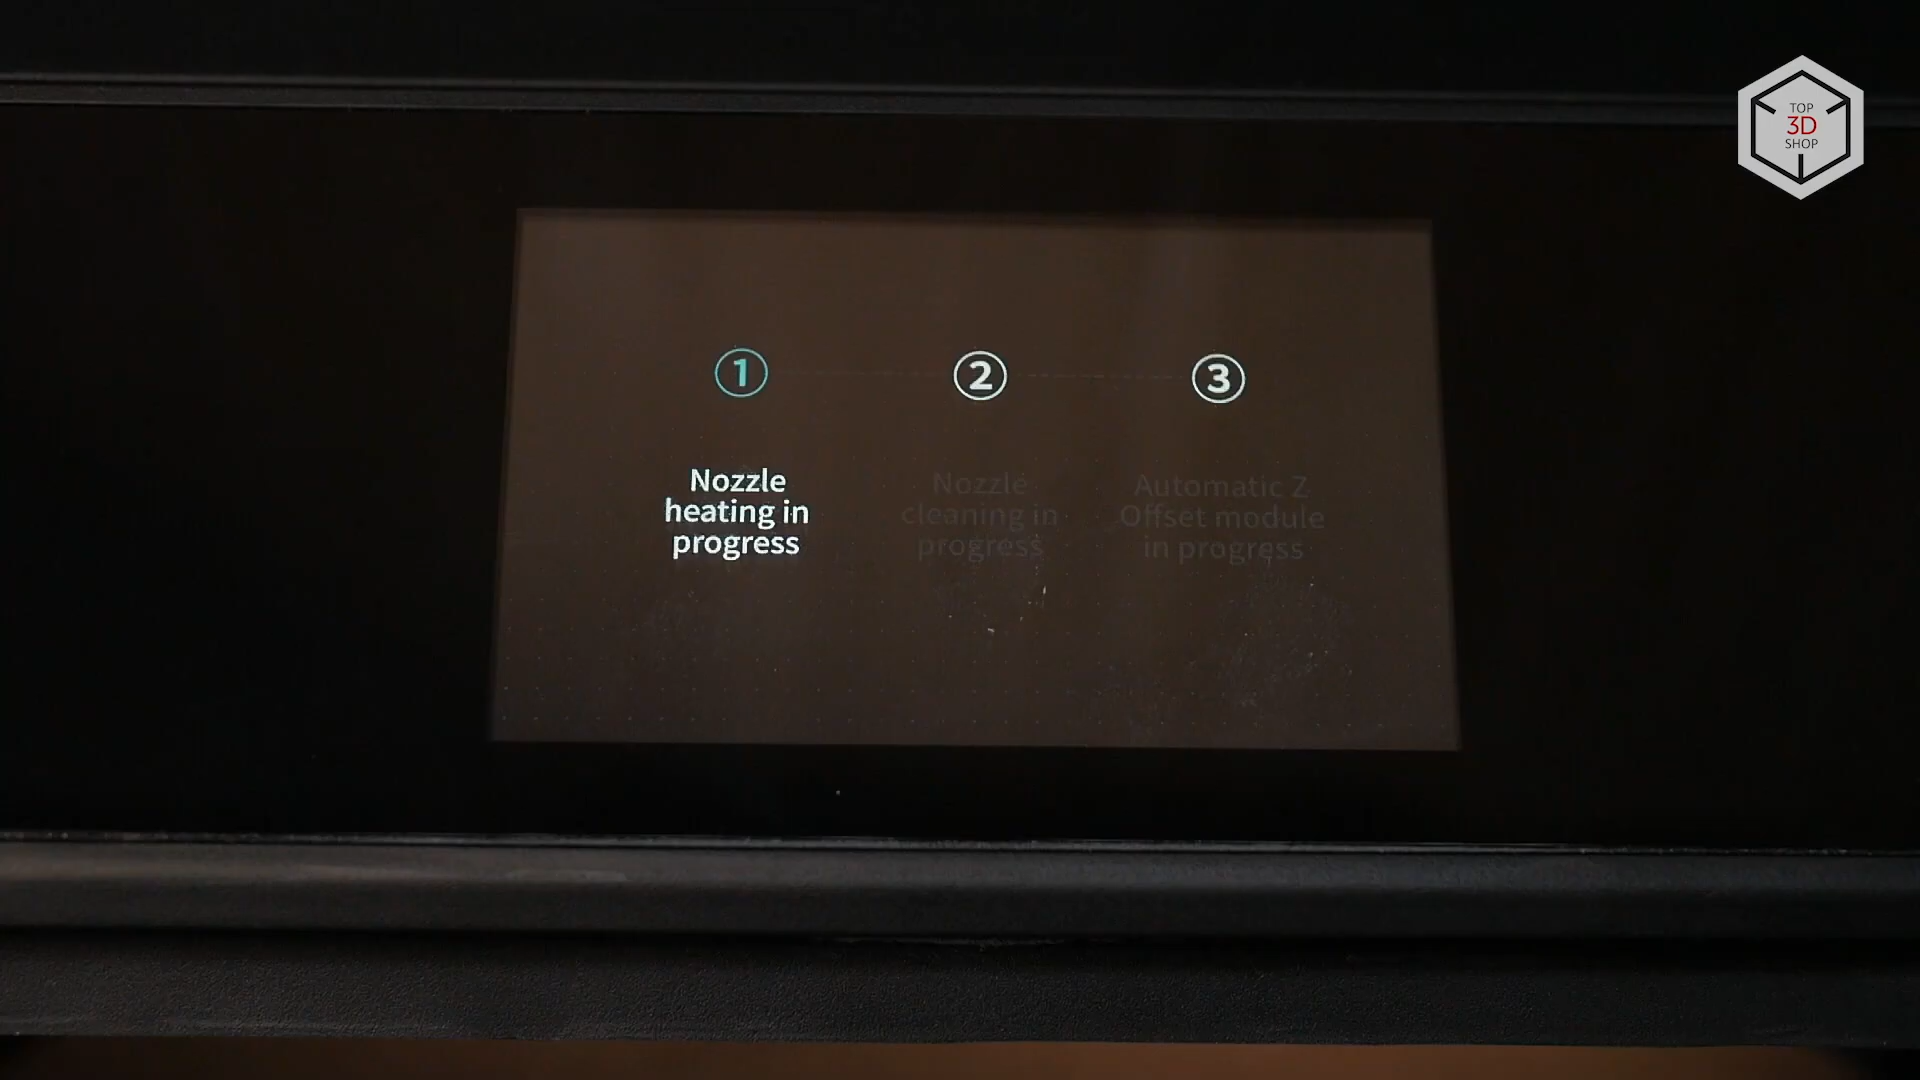 TOP
3D
SHOP
1
2
3
Nozzle
heating in
progress
Nozzle
cleaning in
progress
Automatic Z
Offset module
in progress